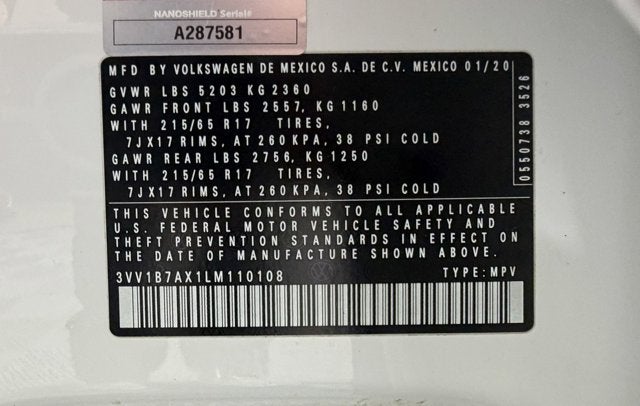 NANOSHIELD Serial#
A287581
MFD BY VOLKSWAGEN DE MEXICO S.A. DE C.V. MEXICO 01/20
GVWR LBS 5203 KG 2360
GAWR FRONT LBS 2557, KG 1160
WITH 215/65 R17 TIRES,
7JX17 RIMS, AT 260 KPA, 38 PSI COLD
GAWR REAR LBS 2756, KG 1250
WITH 215/65 R17 TIRES,
7JX17 RIMS, AT 260 KPA, 38 PSI COLD
0550738 3526
THIS VEHICLE CONFORMS TO ALL APPLICABLE
U.S. FEDERAL MOTOR VEHICLE SAFETY AND
THEFT PREVENTION STANDARDS IN EFFECT ON
THE DATE OF MANUFACTURE SHOWN ABOVE.
3VV1B7AX1LM110108 TYPE: MPV